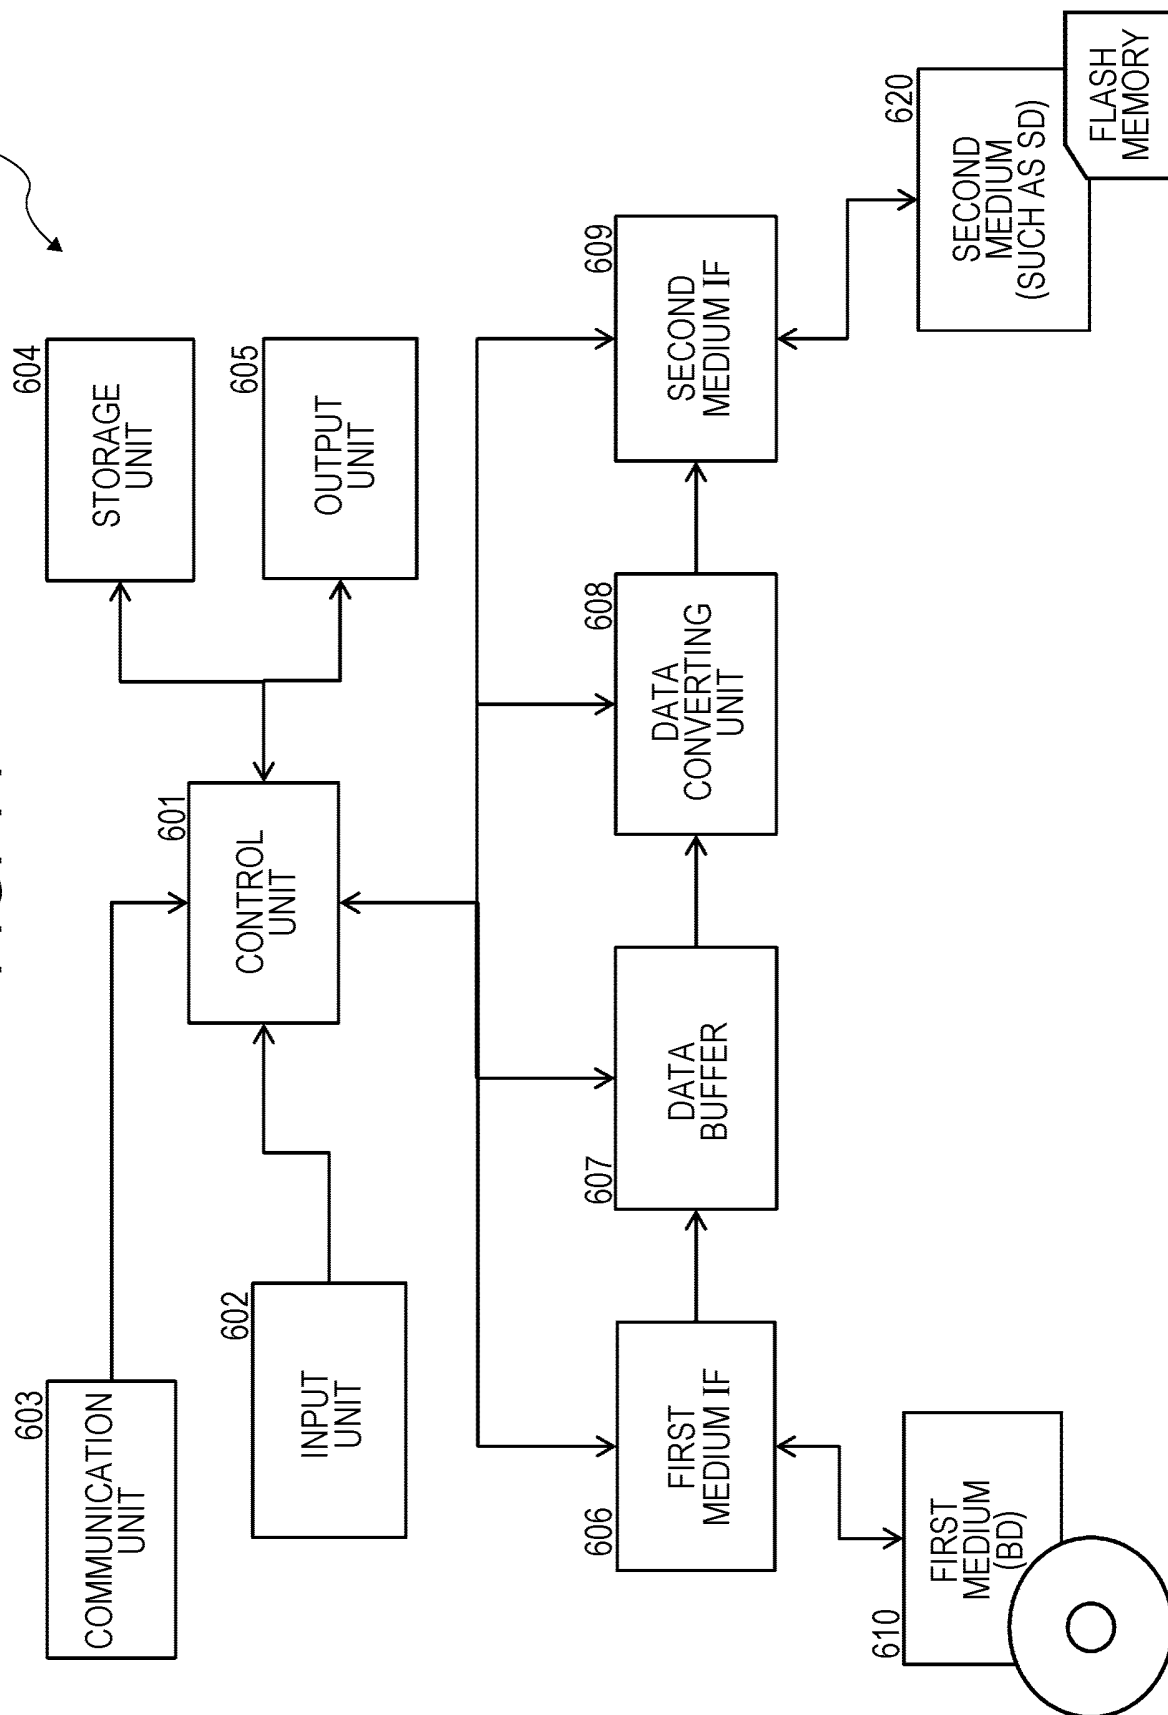 603
COMMUNICATION
UNIT
602
INPUT
UNIT
601
CONTROL
UNIT
604
STORAGE
UNIT
605
OUTPUT
UNIT
606
FIRST
MEDIUM IF
607
DATA
BUFFER
608
DATA
CONVERTING
UNIT
609
SECOND
MEDIUM IF
610
FIRST
MEDIUM
(BD)
620
SECOND
MEDIUM
(SUCH AS SD)
FLASH
MEMORY